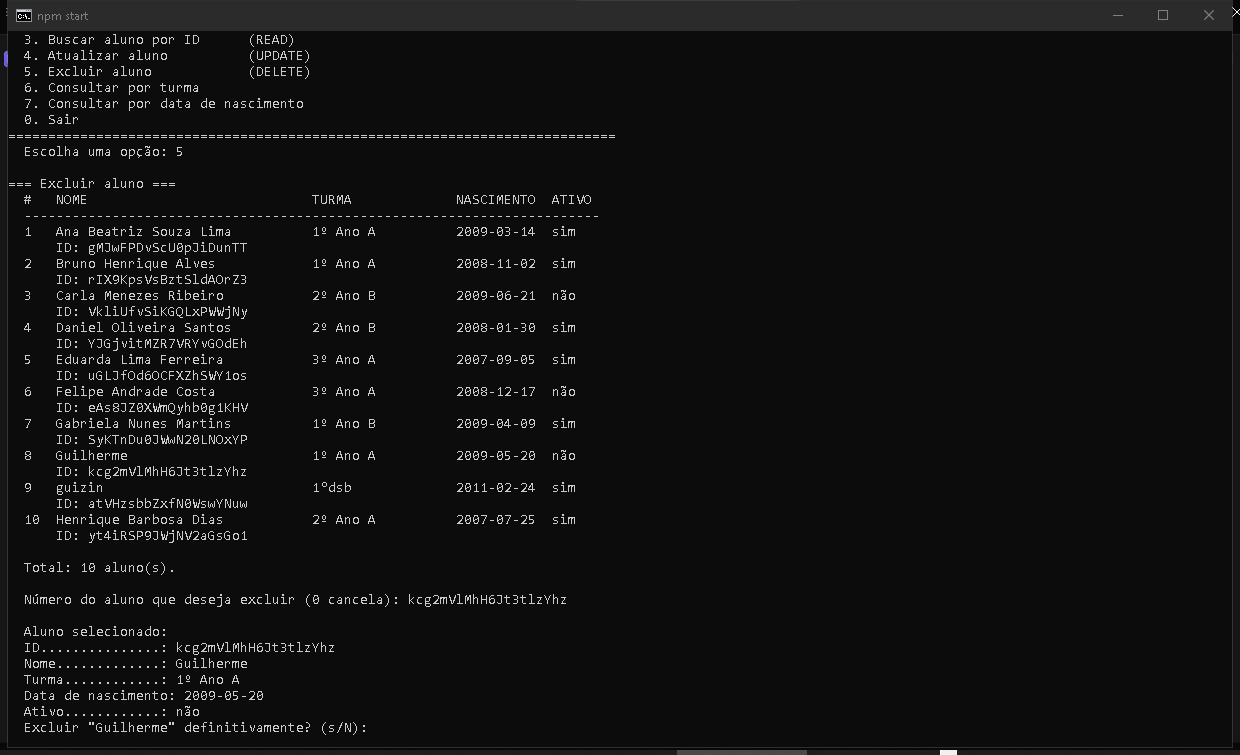 npm start
3. Buscar aluno por ID      (READ)
4. Atualizar aluno          (UPDATE)
5. Excluir aluno            (DELETE)
6. Consultar por turma
7. Consultar por data de nascimento
0. Sair
============================================================================
Escolha uma opção: 5
=== Excluir aluno ===
#   NOME                            TURMA             NASCIMENTO  ATIVO
------------------------------------------------------------------------
1   Ana Beatriz Souza Lima          1º Ano A          2009-03-14  sim
ID: gMJwFPDvScU0pJiDunTT
2   Bruno Henrique Alves            1º Ano A          2008-11-02  sim
ID: rIX9KpsVsBztSldAOrZ3
3   Carla Menezes Ribeiro           2º Ano B          2009-06-21  não
ID: VkliUfvSiKGQLxPWWjNy
4   Daniel Oliveira Santos          2º Ano B          2008-01-30  sim
ID: YJGjvitMZR7VRYvGOdEh
5   Eduarda Lima Ferreira           3º Ano A          2007-09-05  sim
ID: uGLJfOd6OCFXZhSWY1os
6   Felipe Andrade Costa            3º Ano A          2008-12-17  não
ID: eAs8JZ0XWmQyhb0g1KHV
7   Gabriela Nunes Martins          1º Ano B          2009-04-09  sim
ID: SyKTnDu0JWwN20LNOxYP
8   Guilherme                       1º Ano A          2009-05-20  não
ID: kcg2mVlMhH6Jt3tlzYhz
9   guizin                          1°dsb             2011-02-24  sim
ID: atVHzsbbZxfN0WswYNuw
10  Henrique Barbosa Dias           2º Ano A          2007-07-25  sim
ID: yt4iRSP9JWjNV2aGsGo1
Total: 10 aluno(s).
Número do aluno que deseja excluir (0 cancela): kcg2mVlMhH6Jt3tlzYhz
Aluno selecionado:
ID...............: kcg2mVlMhH6Jt3tlzYhz
Nome.............: Guilherme
Turma............: 1º Ano A
Data de nascimento: 2009-05-20
Ativo............: não
Excluir "Guilherme" definitivamente? (s/N):